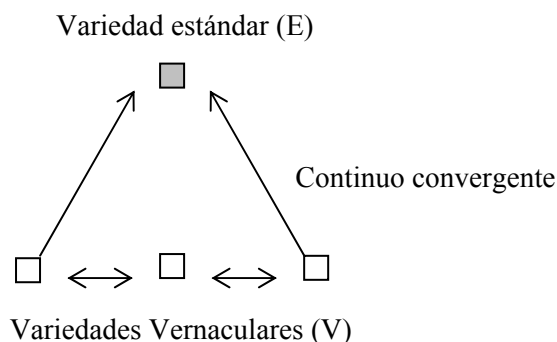 Variedad estándar (E)
Continuo convergente
Variedades Vernaculares (V)